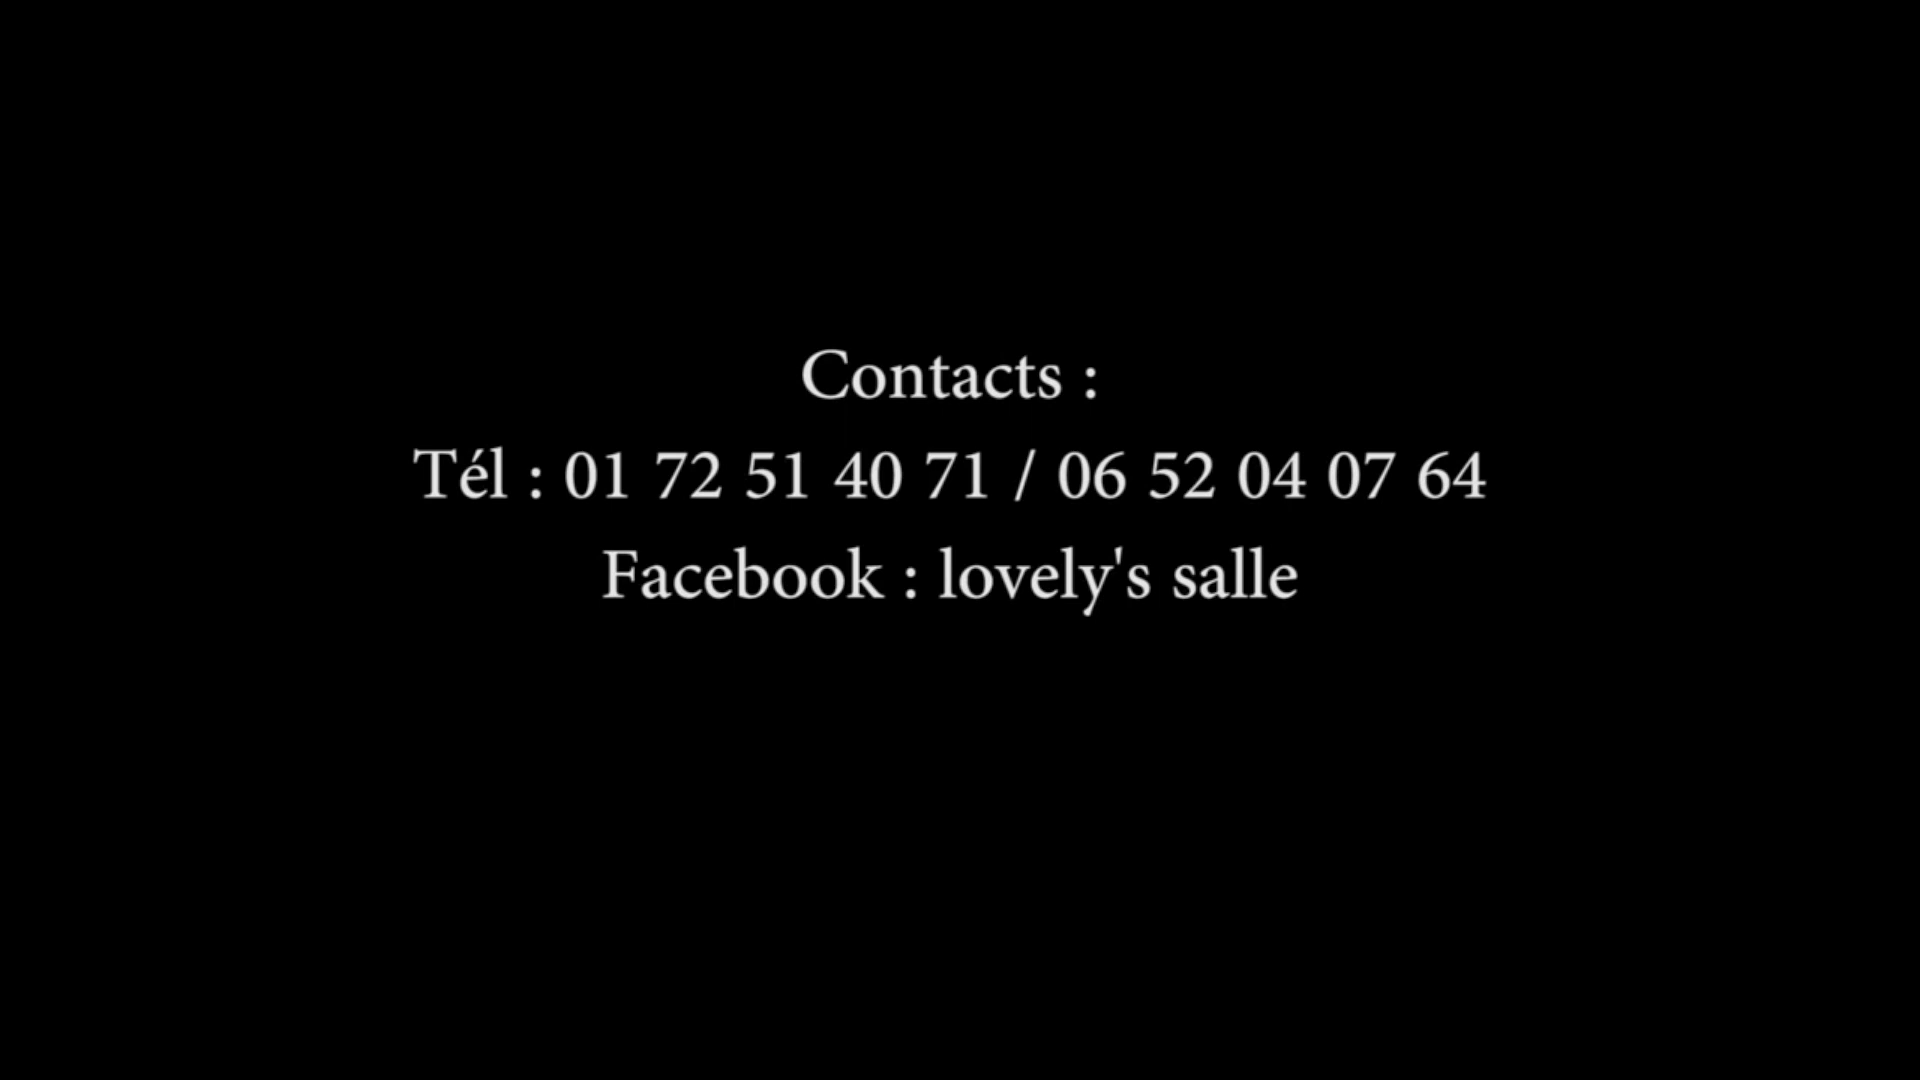 Contacts :
Tél : 01 72 51 40 71 / 06 52 04 07 64
Facebook : lovely's salle